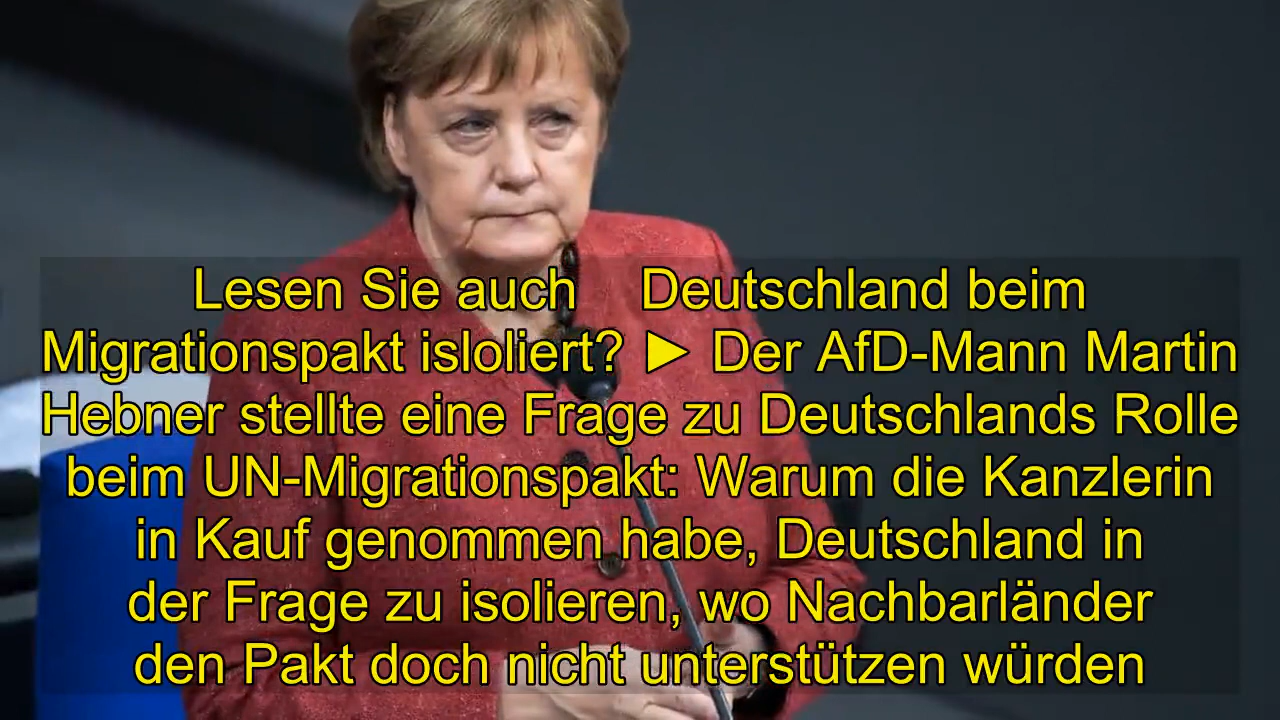 Lesen Sie auch    Deutschland beim
Migrationspakt isloliert? ► Der AfD-Mann Martin
Hebner stellte eine Frage zu Deutschlands Rolle
beim UN-Migrationspakt: Warum die Kanzlerin
in Kauf genommen habe, Deutschland in
der Frage zu isolieren, wo Nachbarländer
den Pakt doch nicht unterstützen würden